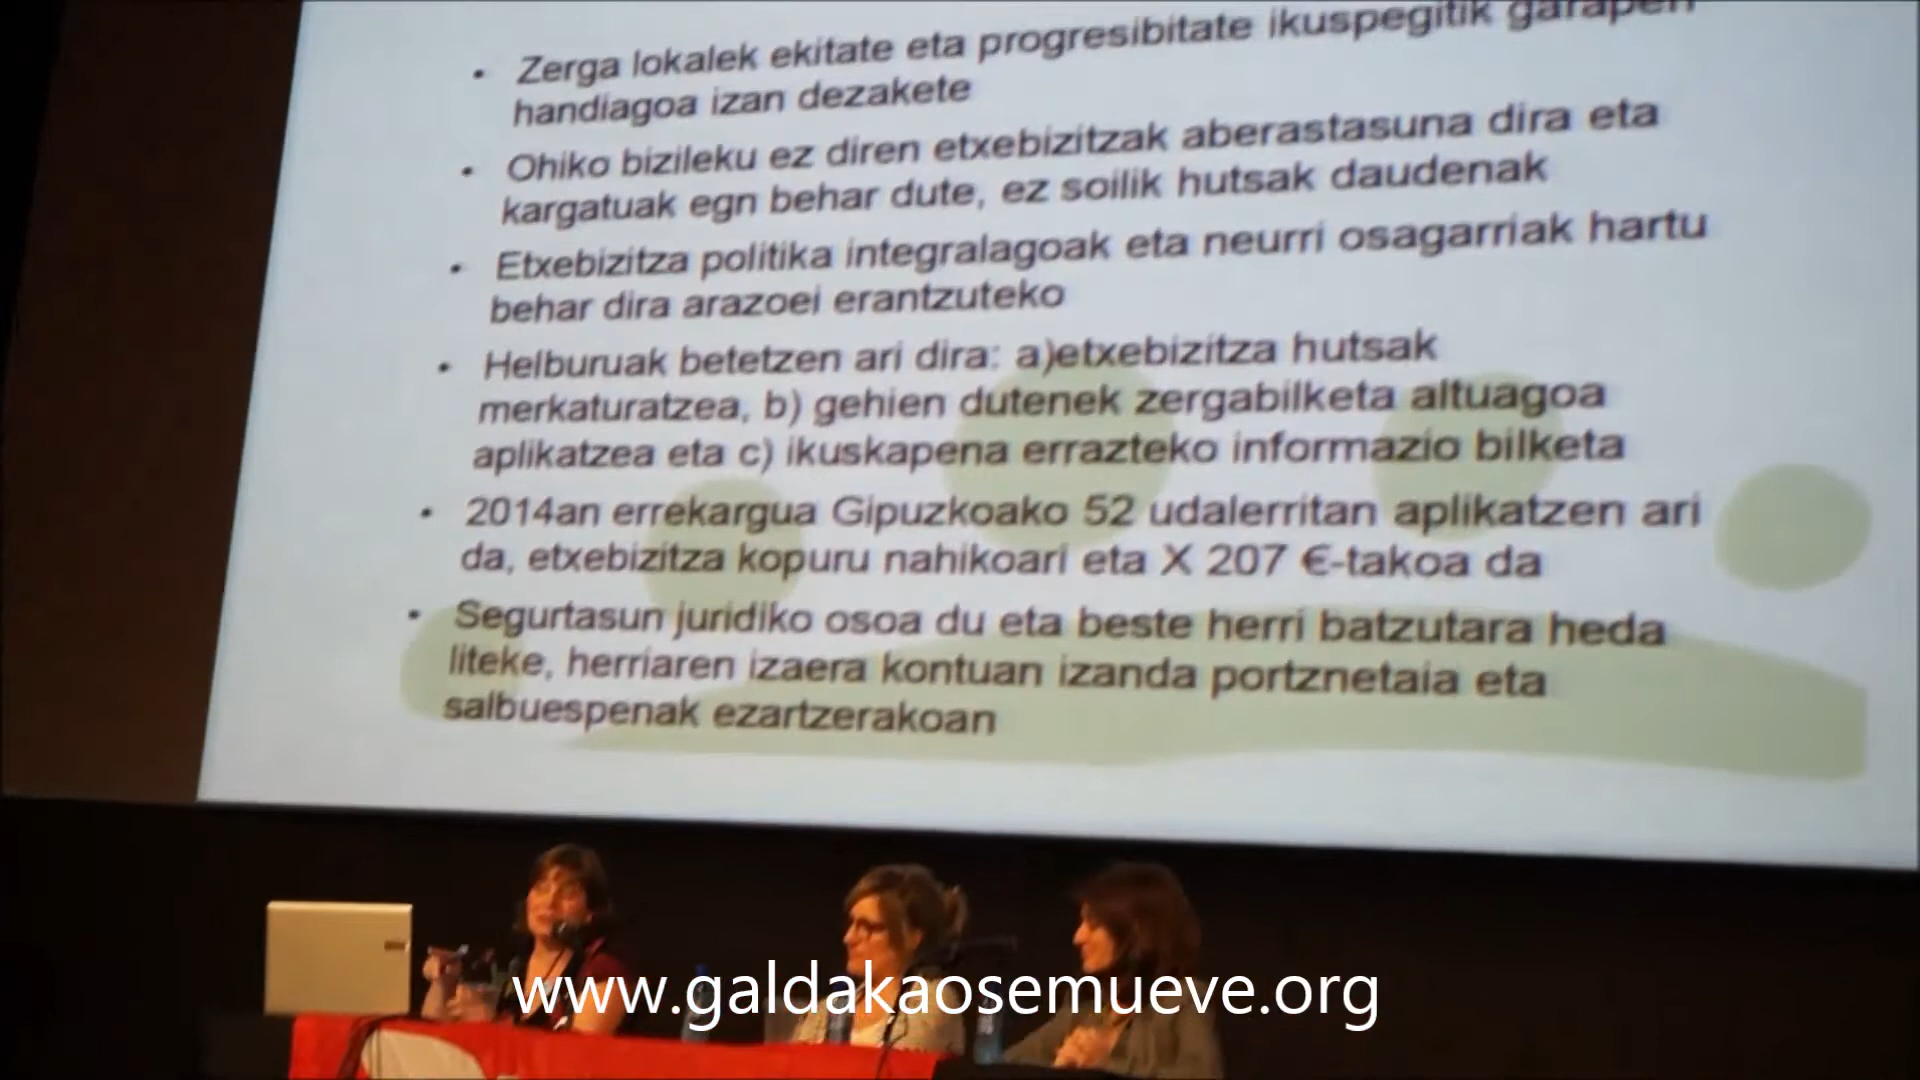 • Zerga lokalek ekitate eta progresibitate ikuspegitik garapen
handiagoa izan dezakete
• Ohiko bizileku ez diren etxebizitzak aberastasuna dira eta
kargatuak egn behar dute, ez soilik hutsak daudenak
• Etxebizitza politika integralagoak eta neurri osagarriak hartu
behar dira arazoei erantzuteko
• Helburuak betetzen ari dira: a)etxebizitza hutsak
merkaturatzea, b) gehien dutenek zergabilketa altuagoa
aplikatzea eta c) ikuskapena errazteko informazio bilketa
• 2014an errekargua Gipuzkoako 52 udalerritan aplikatzen ari
da, etxebizitza kopuru nahikoari eta X 207 €-takoa da
• Segurtasun juridiko osoa du eta beste herri batzutara heda
liteke, herriaren izaera kontuan izanda portznetaia eta
salbuespenak ezartzerakoan
www.galdakaosemueve.org